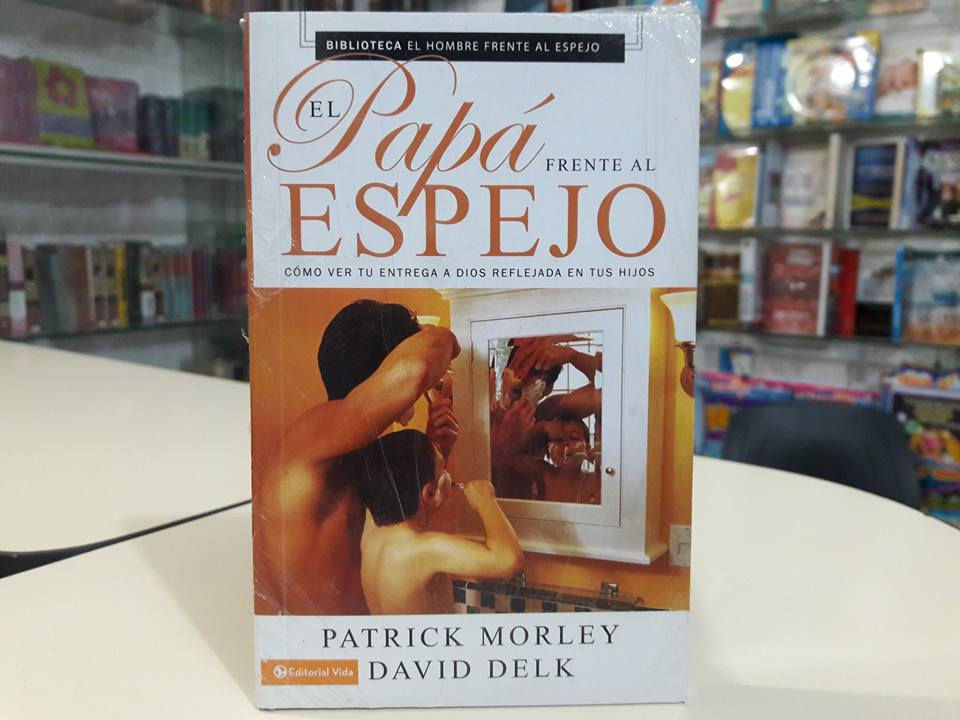 BIBLIOTECA EL HOMBRE FRENTE AL ESPEJO
EL Papá FRENTE AL
ESPEJO
CÓMO VER TU ENTREGA A DIOS REFLEJADA EN TUS HIJOS
PATRICK MORLEY
DAVID DELK
Editorial Vida